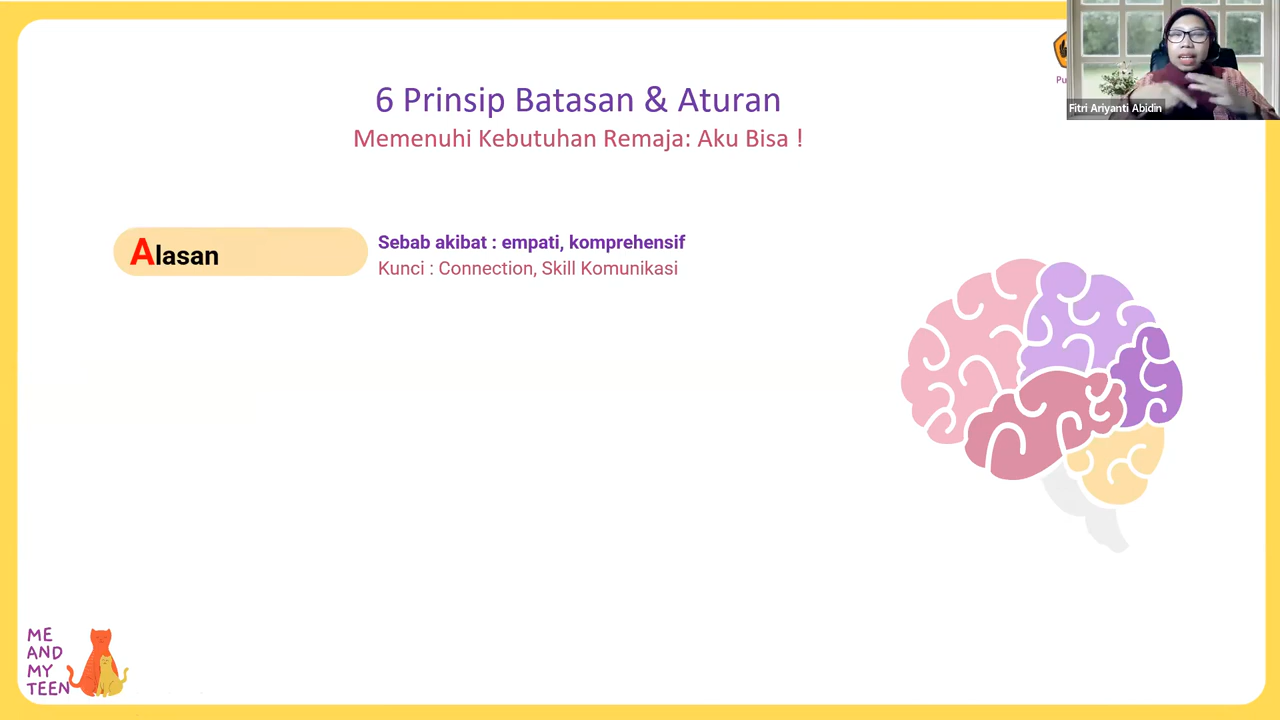 6 Prinsip Batasan & Aturan
Memenuhi Kebutuhan Remaja: Aku Bisa !
Fitri Ariyanti Abidin
Alasan
Sebab akibat : empati, komprehensif
Kunci : Connection, Skill Komunikasi
ME
AND
MY
TEEN